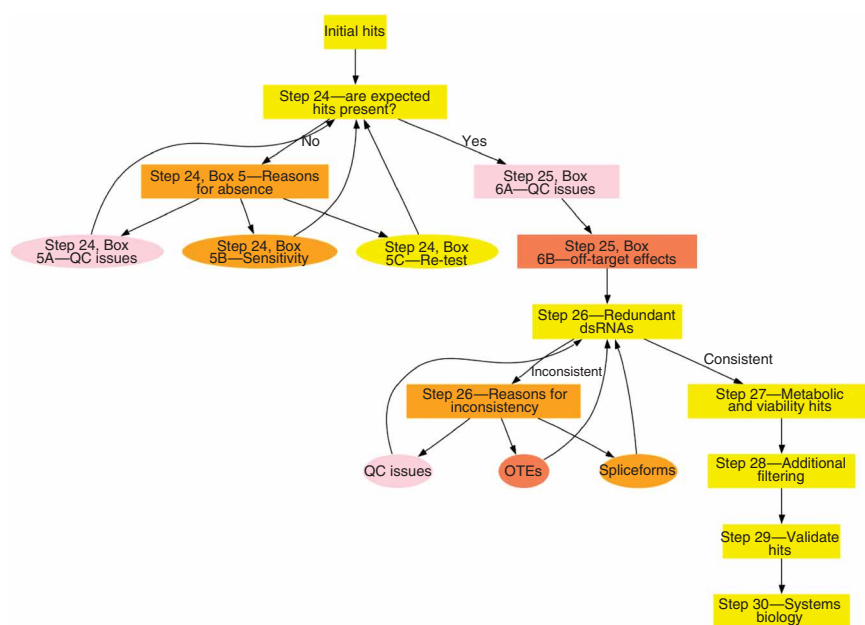 Initial hits
Step 24—are expected
hits present?
No
Yes
Step 24, Box 5—Reasons
for absence
Step 25, Box
6A—QC issues
Step 24, Box
5A—QC issues
Step 24, Box
5B—Sensitivity
Step 24, Box
5C—Re-test
Step 25, Box
6B—off-target effects
Step 26—Redundant
dsRNAs
Inconsistent
Consistent
Step 26—Reasons for
inconsistency
Step 27—Metabolic
and viability hits
QC issues
OTEs
Spliceforms
Step 28—Additional
filtering
Step 29—Validate
hits
Step 30—Systems
biology